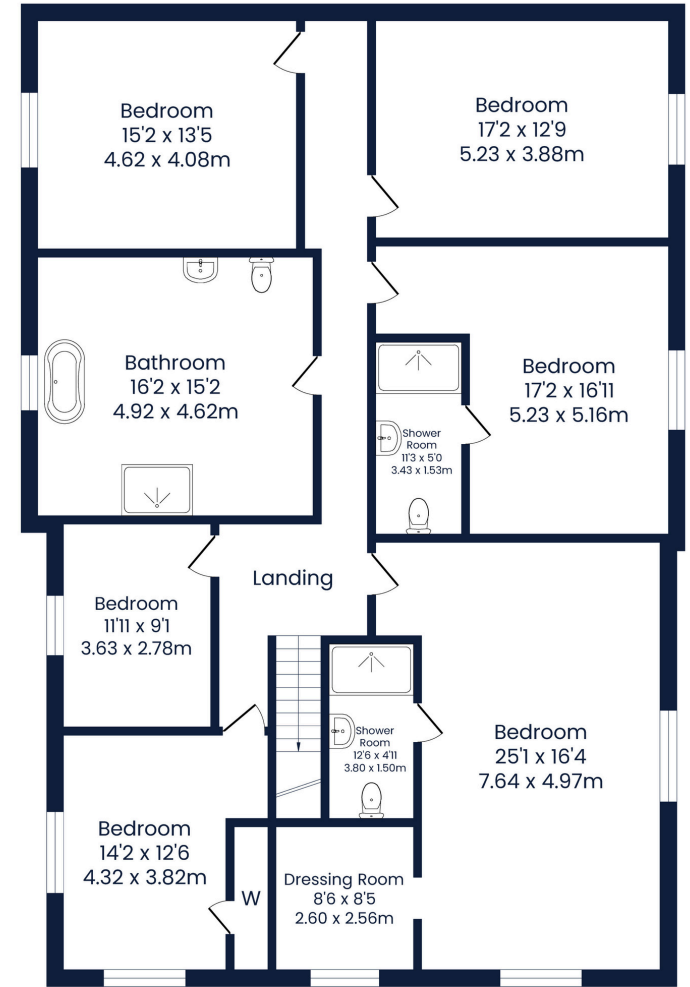 Bedroom
15'2 x 13'5
4.62 x 4.08m
Bedroom
17'2 x 12'9
5.23 x 3.88m
Bathroom
16'2 x 15'2
4.92 x 4.62m
Bedroom
17'2 x 16'11
5.23 x 5.16m
Shower
Room
11'3 x 5'0
3.43 x 1.53m
Landing
Bedroom
11'11 x 9'1
3.63 x 2.78m
Shower
Room
12'6 x 4'11
3.80 x 1.50m
Bedroom
25'1 x 16'4
7.64 x 4.97m
Bedroom
14'2 x 12'6
4.32 x 3.82m
W
Dressing Room
8'6 x 8'5
2.60 x 2.56m